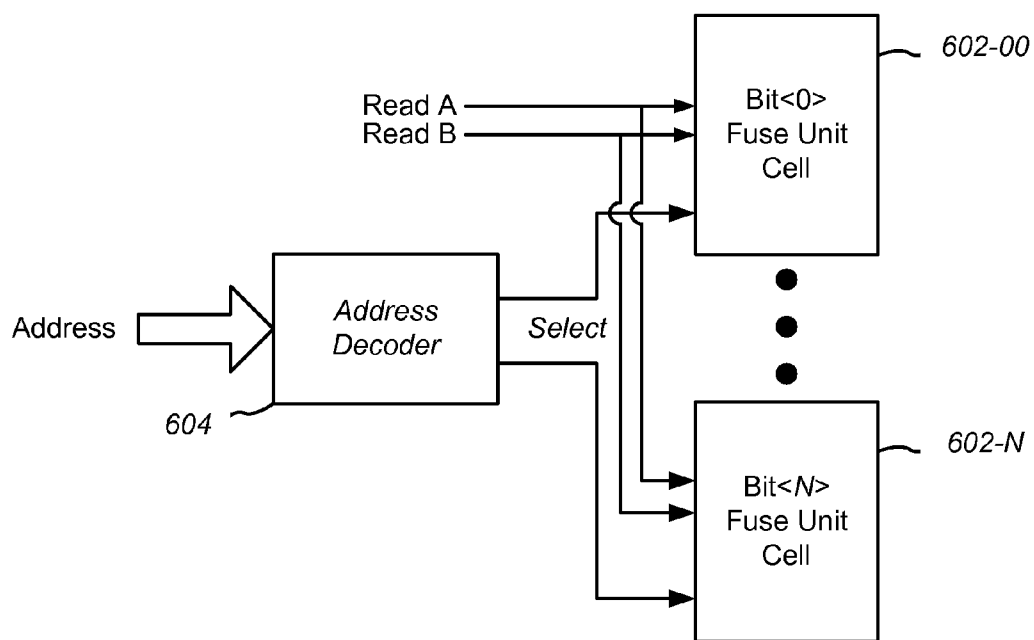 602-00
Read A
Read B
Bit<0>
Fuse Unit
Cell
Address
Address
Decoder
Select
604
602-N
Bit<N>
Fuse Unit
Cell